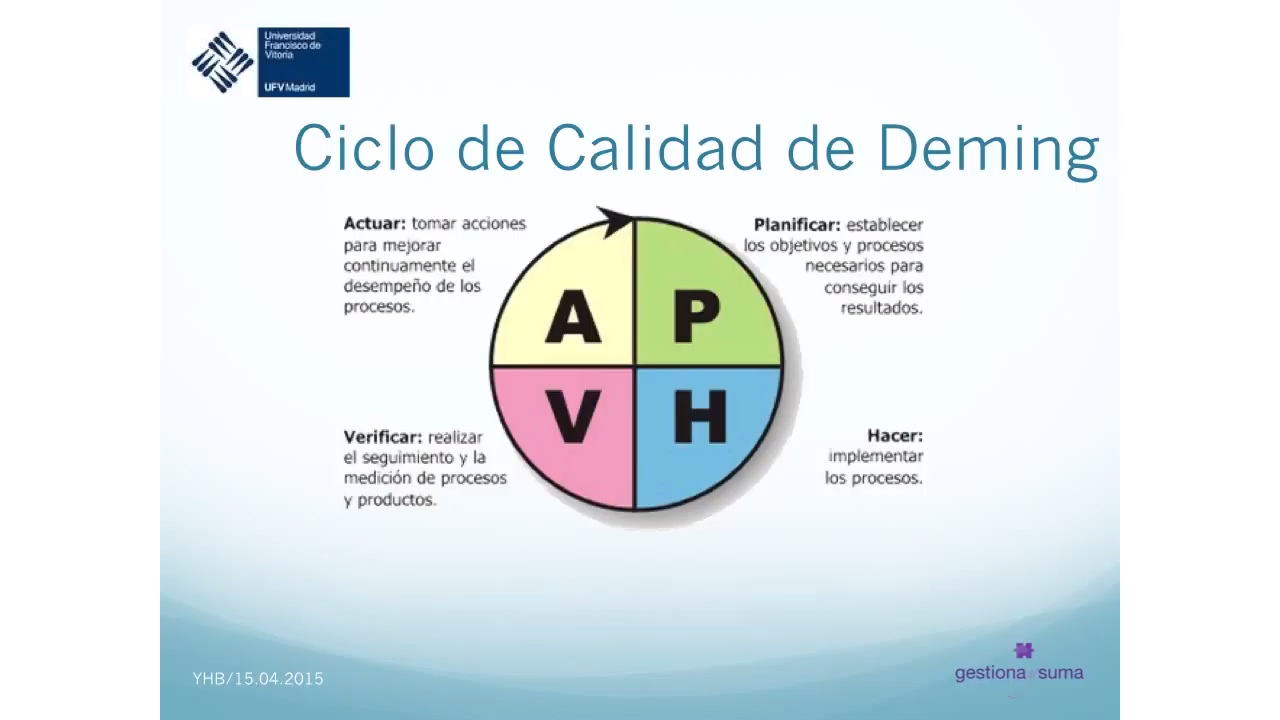 Universidad
Francisco de
Vitoria
UFV Madrid
Ciclo de Calidad de Deming
Actuar: tomar acciones
para mejorar
continuamente el
desempeño de los
procesos.
Planificar: establecer
los objetivos y procesos
necesarios para
conseguir los
resultados.
A P
V H
Verificar: realizar
el seguimiento y la
medición de procesos
y productos.
Hacer:
implementar
los procesos.
YHB/15.04.2015
gestiona suma